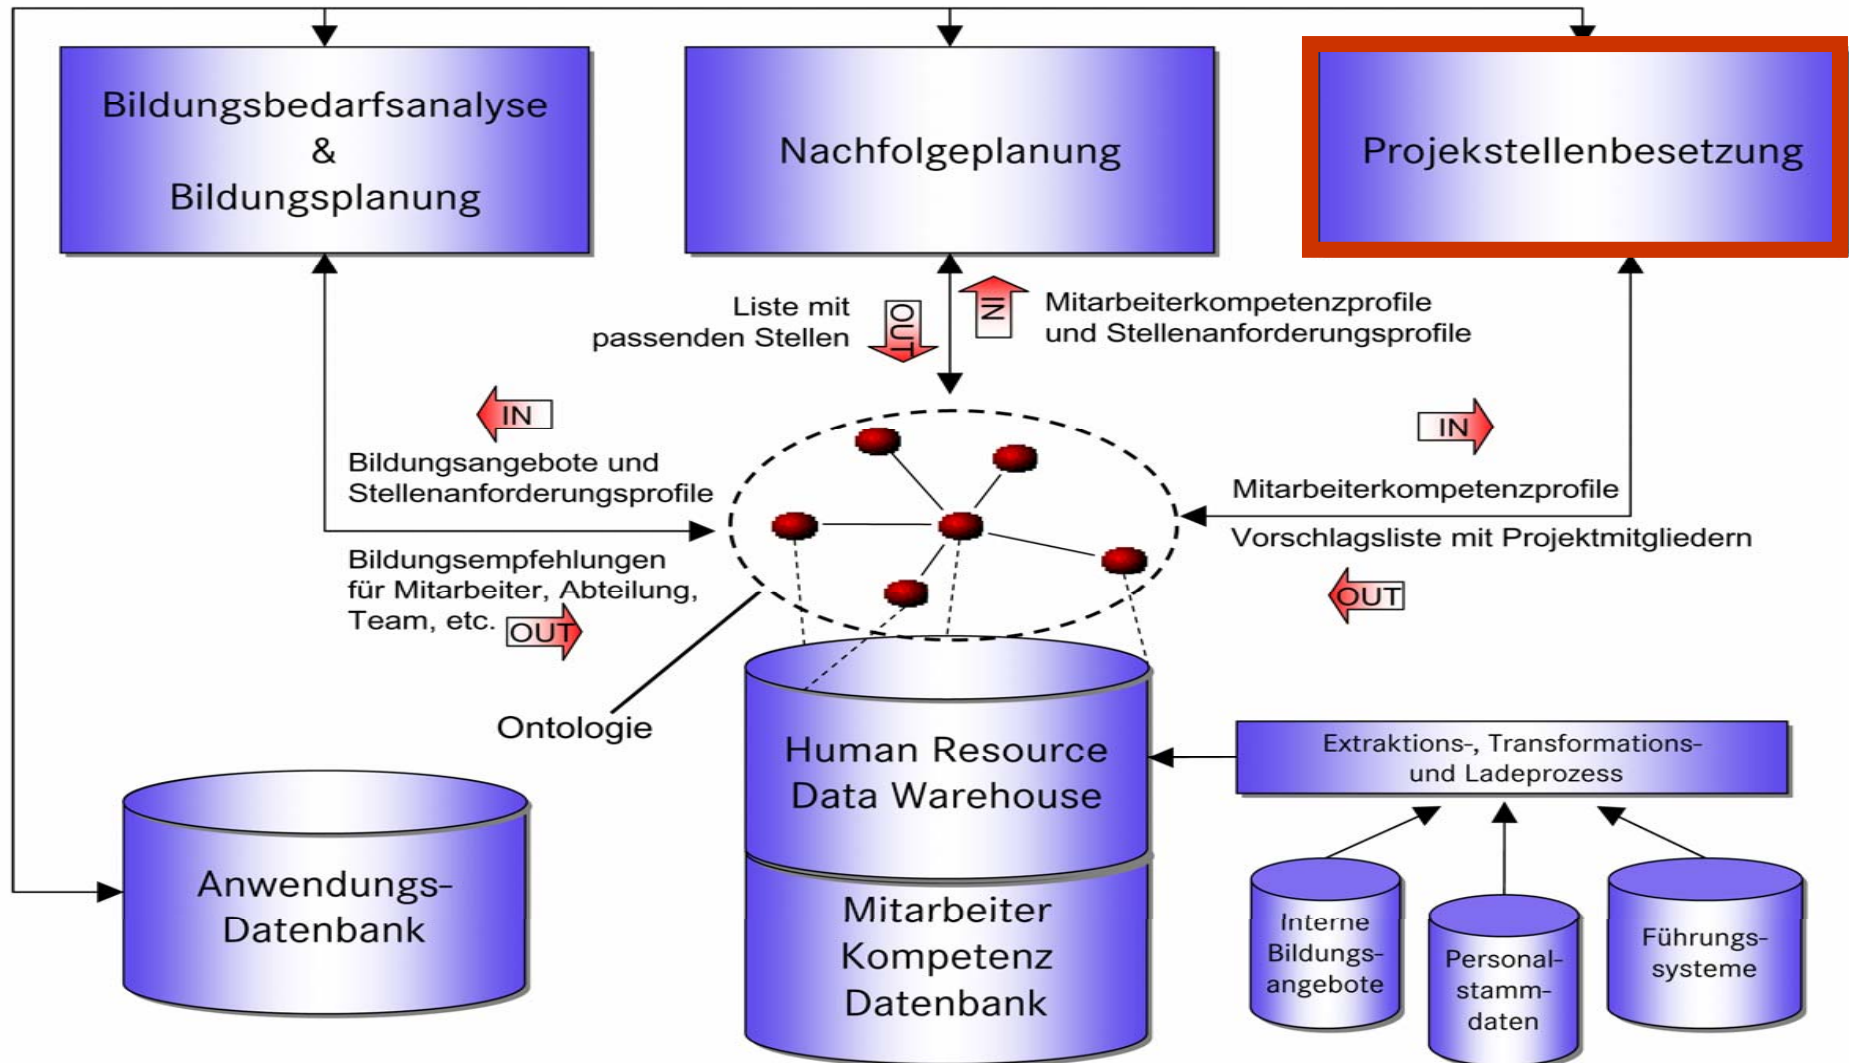 Bildungsbedarfsanalyse
&
Bildungsplanung
Nachfolgeplanung
Projekstellenbesetzung
Liste mit
passenden Stellen
OUT
IN
Mitarbeiterkompetenzprofile
und Stellenanforderungsprofile
IN
Bildungsangebote und
Stellenanforderungsprofile
Bildungsempfehlungen
für Mitarbeiter, Abteilung,
Team, etc.
OUT
IN
Mitarbeiterkompetenzprofile
Vorschlagsliste mit Projektmitgliedern
OUT
Ontologie
Anwendungs-
Datenbank
Human Resource
Data Warehouse
Mitarbeiter
Kompetenz
Datenbank
Extraktions-, Transformations-
und Ladeprozess
Interne
Bildungs-
angebote
Personal-
stamm-
daten
Führungs-
systeme